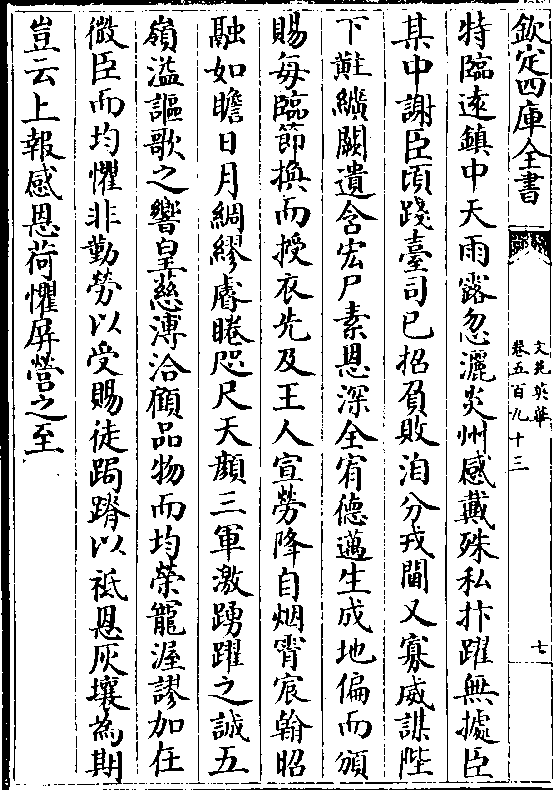 欽定四庫全書
文苑英華
卷五百九十三
七
特臨遠鎮中天雨露忽灑炎州感戴殊私抃躍無據臣
某中謝臣頃踐臺司已招負敗洎分戎閫又寡威謀陛
下黈纊闕遺含宏尸素恩深全宥德邁生成地偏而頒
賜每臨節換而授衣先及王人宣勞降自烟霄宸翰昭
融如瞻日月綢繆睿睠咫尺天顔三軍激踴躍之誠五
嶺溢謳歌之響皇慈溥洽顧品物而均榮寵渥謬加在
微臣而均懼非勤勞以受賜徒跼蹐以祗恩灰壤為期
豈云上報感恩荷懼屏營之至